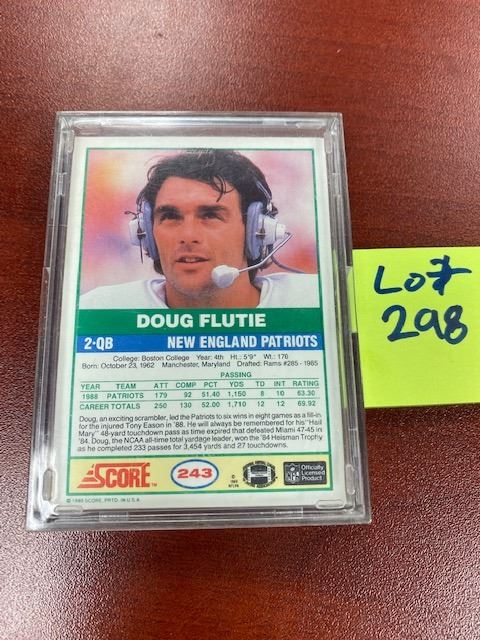 DOUG FLUTIE
2-QB NEW ENGLAND PATRIOTS
College: Boston College Year: 4th Ht.: 5'9" Wt.: 176
Born: October 23, 1962 Manchester, Maryland Drafted: Rams #285 - 1985
PASSING
YEAR TEAM ATT COMP PCT YDS TD INT RATING
1988 PATRIOTS 179 92 51.40 1,150 8 10 63.30
CAREER TOTALS 250 130 52.00 1,710 12 12 69.92
Doug, an exciting scrambler, led the Patriots to six wins in eight games as a fill-in
for the injured Tony Eason in '88. He will always be remembered for his "Hail
Mary" 48-yard touchdown pass as time expired that defeated Miami 47-45 in
'84. Doug, the NCAA all-time total yardage leader, won the '84 Heisman Trophy
as he completed 233 passes for 3,454 yards and 27 touchdowns.
SCORE™ 243
© 1989 NFLPA
NFL
Officially
Licensed
Product
© 1989 SCORE, PRTD. IN U.S.A.
Lot
298